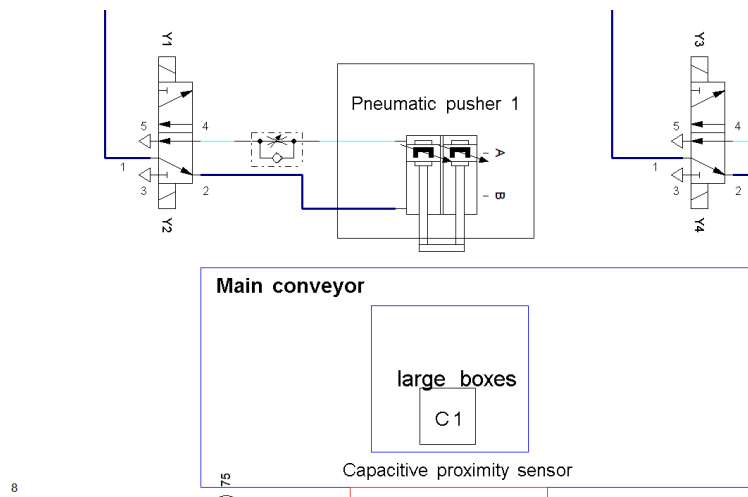 Y1
Y3
Pneumatic pusher 1
5
4
5
4
A
1
1
3
2
B
3
2
Y2
Y4
Main conveyor
large boxes
C1
Capacitive proximity sensor
75
8